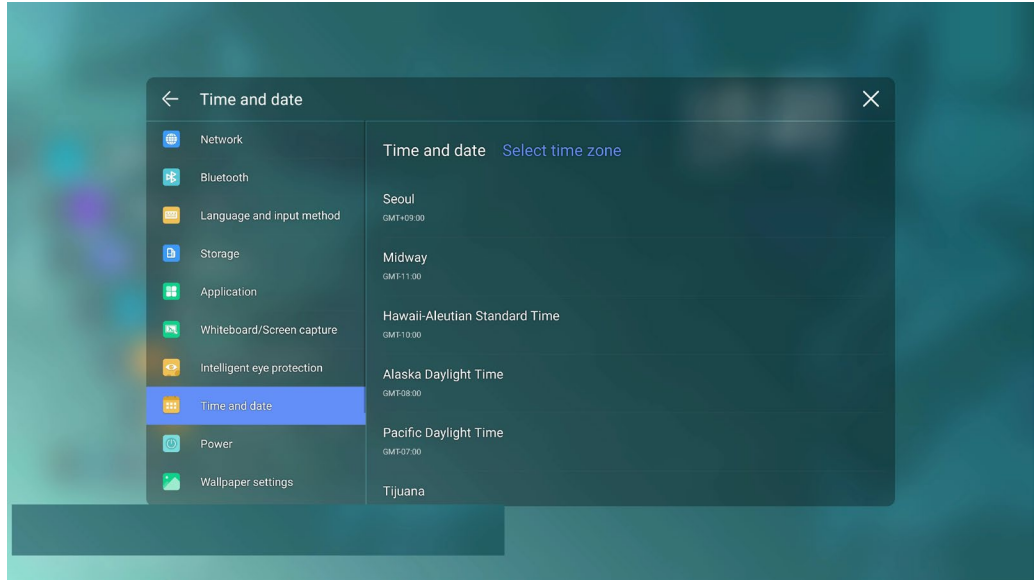 Time and date
Network
Bluetooth
Language and input method
Storage
Application
Whiteboard/Screen capture
Intelligent eye protection
Time and date
Power
Wallpaper settings
Time and date Select time zone
Seoul
GMT+09:00
Midway
GMT-11:00
Hawaii-Aleutian Standard Time
GMT-10:00
Alaska Daylight Time
GMT-08:00
Pacific Daylight Time
GMT-07:00
Tijuana